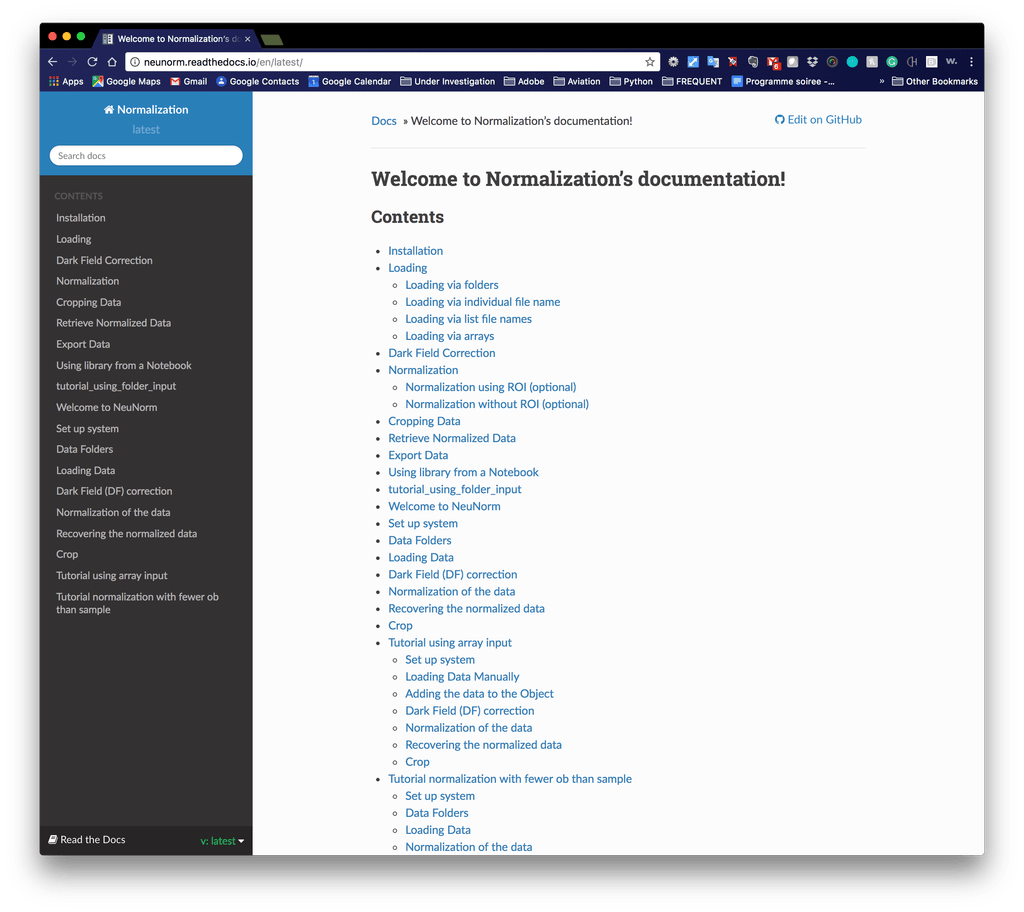 Welcome to Normalization's do
neunorm.readthedocs.io/en/latest/
Apps Google Maps Gmail Google Contacts Google Calendar Under Investigation Adobe Aviation Python FREQUENT Programme soiree -... » Other Bookmarks
Normalization
latest
Search docs
CONTENTS
Installation
Loading
Dark Field Correction
Normalization
Cropping Data
Retrieve Normalized Data
Export Data
Using library from a Notebook
tutorial_using_folder_input
Welcome to NeuNorm
Set up system
Data Folders
Loading Data
Dark Field (DF) correction
Normalization of the data
Recovering the normalized data
Crop
Tutorial using array input
Tutorial normalization with fewer ob
than sample
Read the Docs
v: latest
Docs » Welcome to Normalization's documentation!
Edit on GitHub
Welcome to Normalization's documentation!
Contents
Installation
Loading
Loading via folders
Loading via individual file name
Loading via list file names
Loading via arrays
Dark Field Correction
Normalization
Normalization using ROI (optional)
Normalization without ROI (optional)
Cropping Data
Retrieve Normalized Data
Export Data
Using library from a Notebook
tutorial_using_folder_input
Welcome to NeuNorm
Set up system
Data Folders
Loading Data
Dark Field (DF) correction
Normalization of the data
Recovering the normalized data
Crop
Tutorial using array input
Set up system
Loading Data Manually
Adding the data to the Object
Dark Field (DF) correction
Normalization of the data
Recovering the normalized data
Crop
Tutorial normalization with fewer ob than sample
Set up system
Data Folders
Loading Data
Normalization of the data